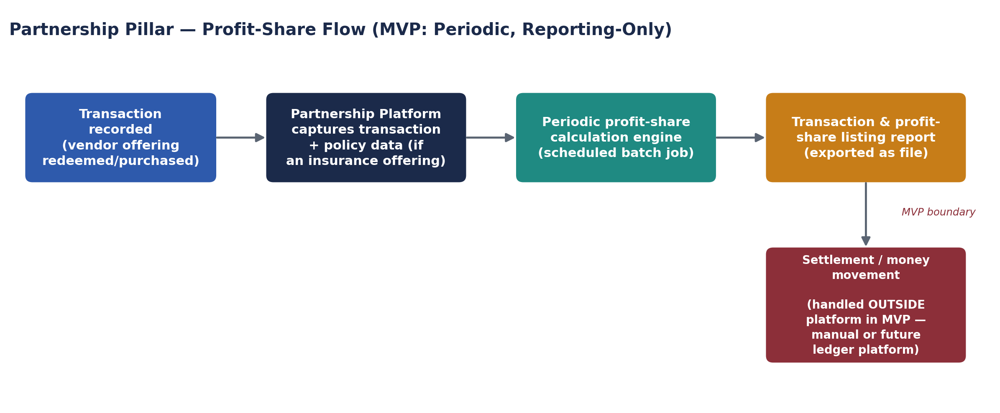 Partnership Pillar — Profit-Share Flow (MVP: Periodic, Reporting-Only)
Transaction
recorded
(vendor offering
redeemed/purchased)
Partnership Platform
captures transaction
+ policy data (if
an insurance offering)
Periodic profit-share
calculation engine
(scheduled batch job)
Transaction & profit-
share listing report
(exported as file)
MVP boundary
Settlement / money
movement
(handled OUTSIDE
platform in MVP —
manual or future
ledger platform)